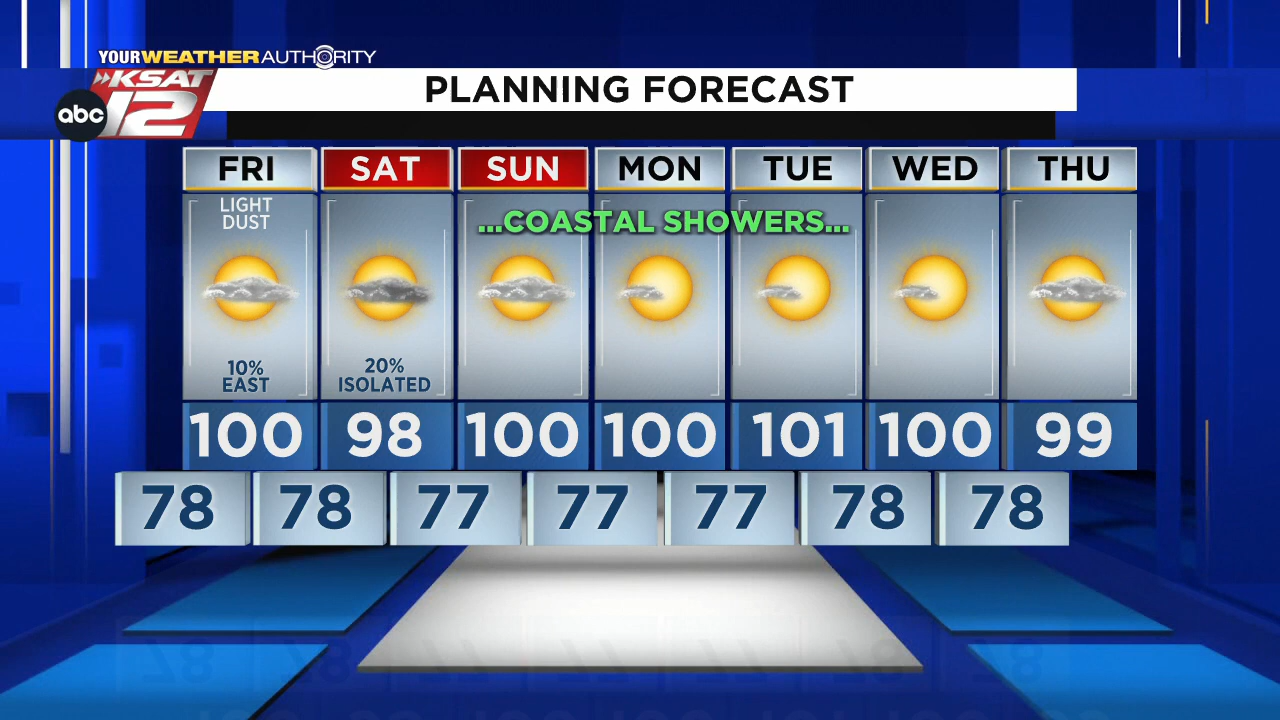 YOURWEATHERAUTHORITY
KSAT
abc
12
PLANNING FORECAST
FRI SAT SUN MON TUE WED THU
LIGHT
DUST
...COASTAL SHOWERS...
10%
EAST
20%
ISOLATED
100 98 100 100 101 100 99
78 78 77 77 77 78 78